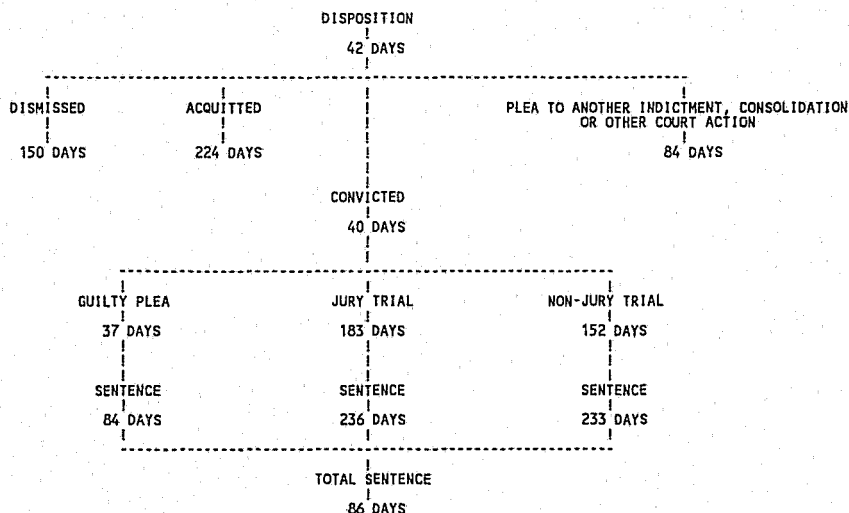 DISPOSITION
42 DAYS
DISMISSED ACQUITTED PLEA TO ANOTHER INDICTMENT, CONSOLIDATION
OR OTHER COURT ACTION
150 DAYS 224 DAYS 84 DAYS
CONVICTED
40 DAYS
GUILTY PLEA JURY TRIAL NON-JURY TRIAL
37 DAYS 183 DAYS 152 DAYS
SENTENCE SENTENCE SENTENCE
84 DAYS 236 DAYS 233 DAYS
TOTAL SENTENCE
86 DAYS